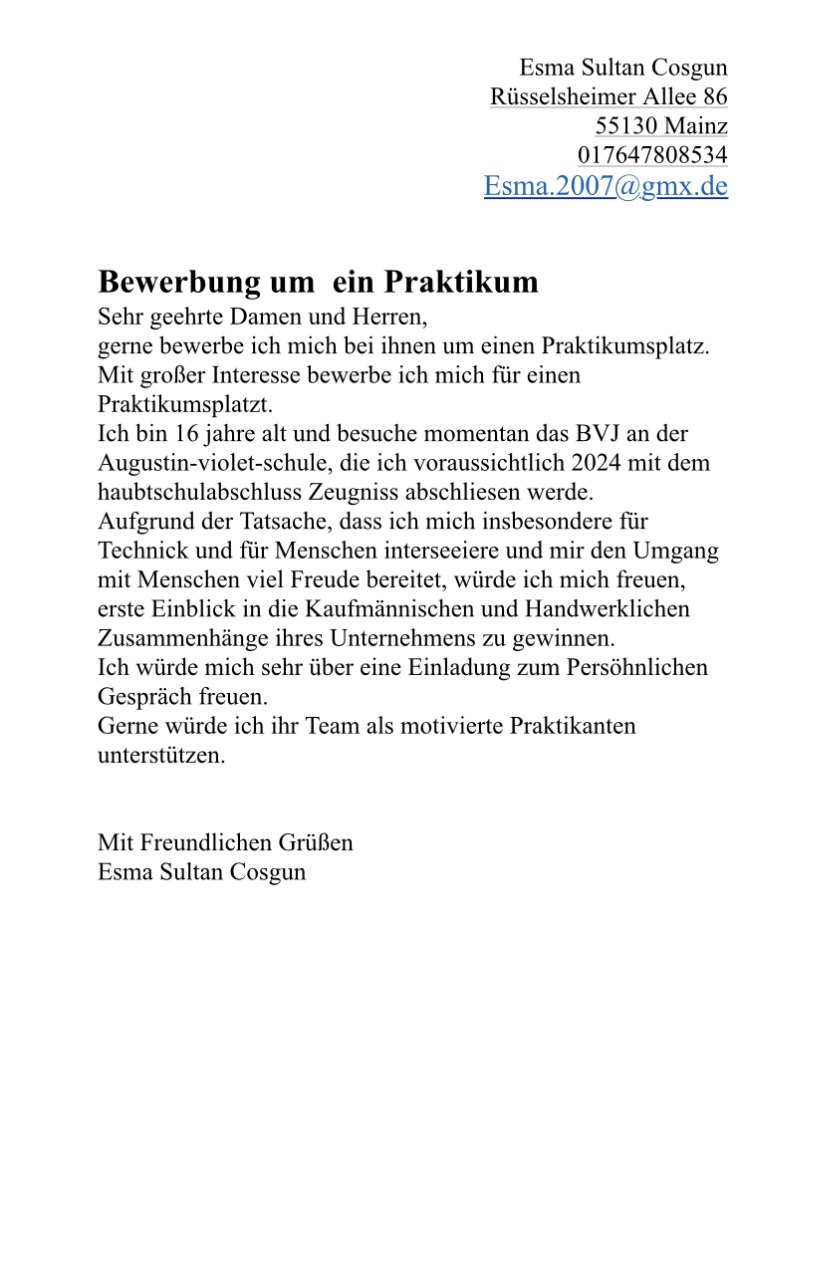 Esma Sultan Cosgun
Rüsselsheimer Allee 86
55130 Mainz
017647808534
Esma.2007@gmx.de
Bewerbung um  ein Praktikum
Sehr geehrte Damen und Herren,
gerne bewerbe ich mich bei ihnen um einen Praktikumsplatz.
Mit großer Interesse bewerbe ich mich für einen
Praktikumsplatzt.
Ich bin 16 jahre alt und besuche momentan das BVJ an der
Augustin-violet-schule, die ich voraussichtlich 2024 mit dem
haubtschulabschluss Zeugniss abschliesen werde.
Aufgrund der Tatsache, dass ich mich insbesondere für
Technick und für Menschen interseeiere und mir den Umgang
mit Menschen viel Freude bereitet, würde ich mich freuen,
erste Einblick in die Kaufmännischen und Handwerklichen
Zusammenhänge ihres Unternehmens zu gewinnen.
Ich würde mich sehr über eine Einladung zum Persöhnlichen
Gespräch freuen.
Gerne würde ich ihr Team als motivierte Praktikanten
unterstützen.
Mit Freundlichen Grüßen
Esma Sultan Cosgun